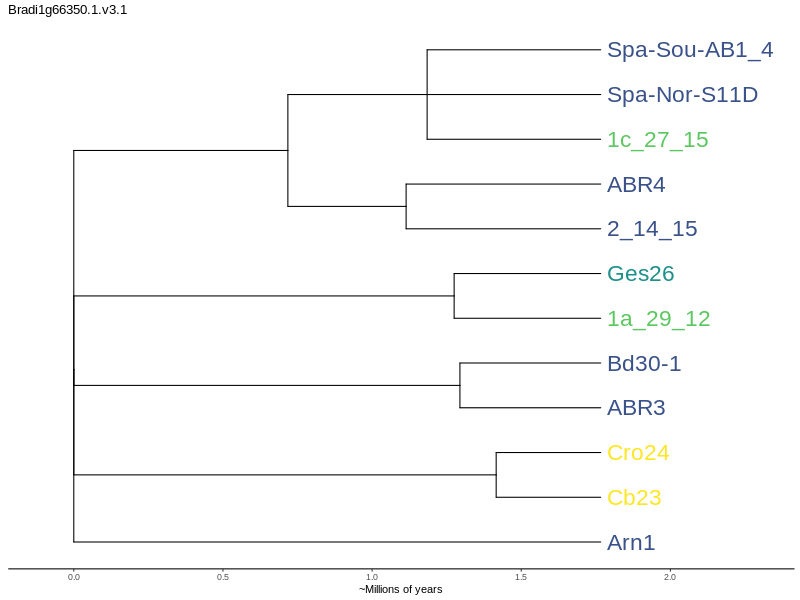 Bradi1g66350.1.v3.1
Spa-Sou-AB1_4
Spa-Nor-S11D
1c_27_15
ABR4
2_14_15
Ges26
1a_29_12
Bd30-1
ABR3
Cro24
Cb23
Arn1
0.0 0.5 1.0 1.5 2.0
~Millions of years